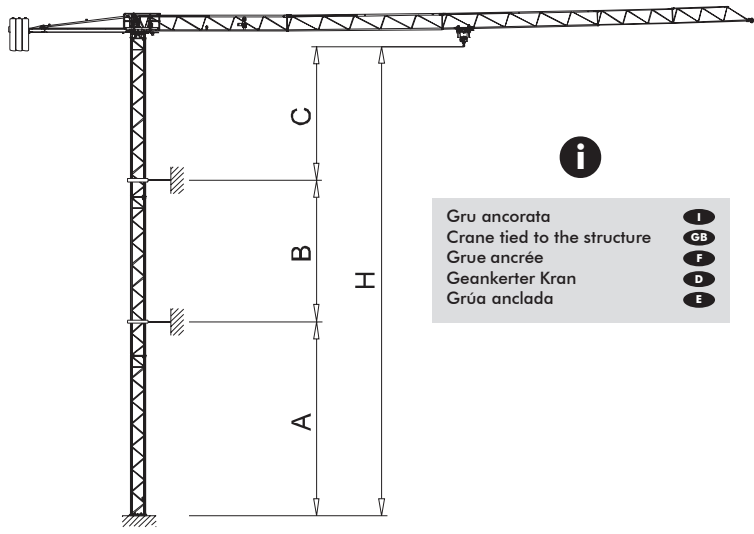 C
B
H
A
i
Gru ancorata I
Crane tied to the structure GB
Grue ancrée F
Geankerter Kran D
Grúa anclada E